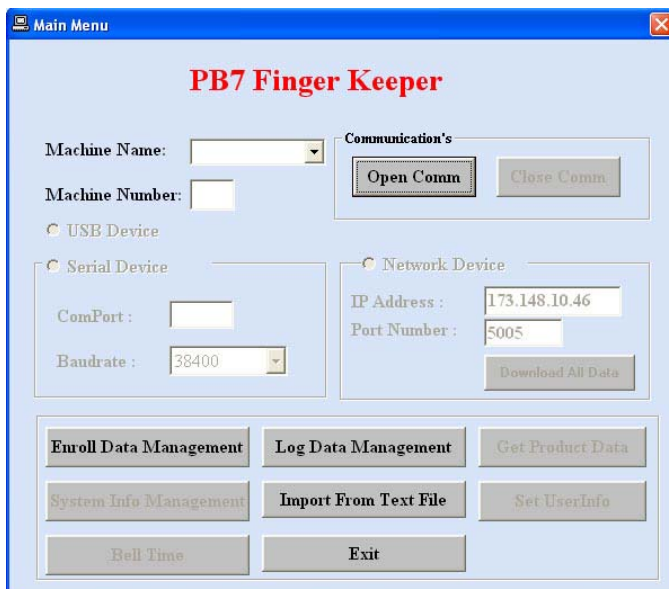 Main Menu
PB7 Finger Keeper
Machine Name:
Communication's
Open Comm
Close Comm
Machine Number:
USB Device
Serial Device
Network Device
IP Address :
173.148.10.46
ComPort :
Port Number :
5005
Baudrate :
38400
Download All Data
Enroll Data Management
Log Data Management
Get Product Data
System Info Management
Import From Text File
Set UserInfo
Bell Time
Exit